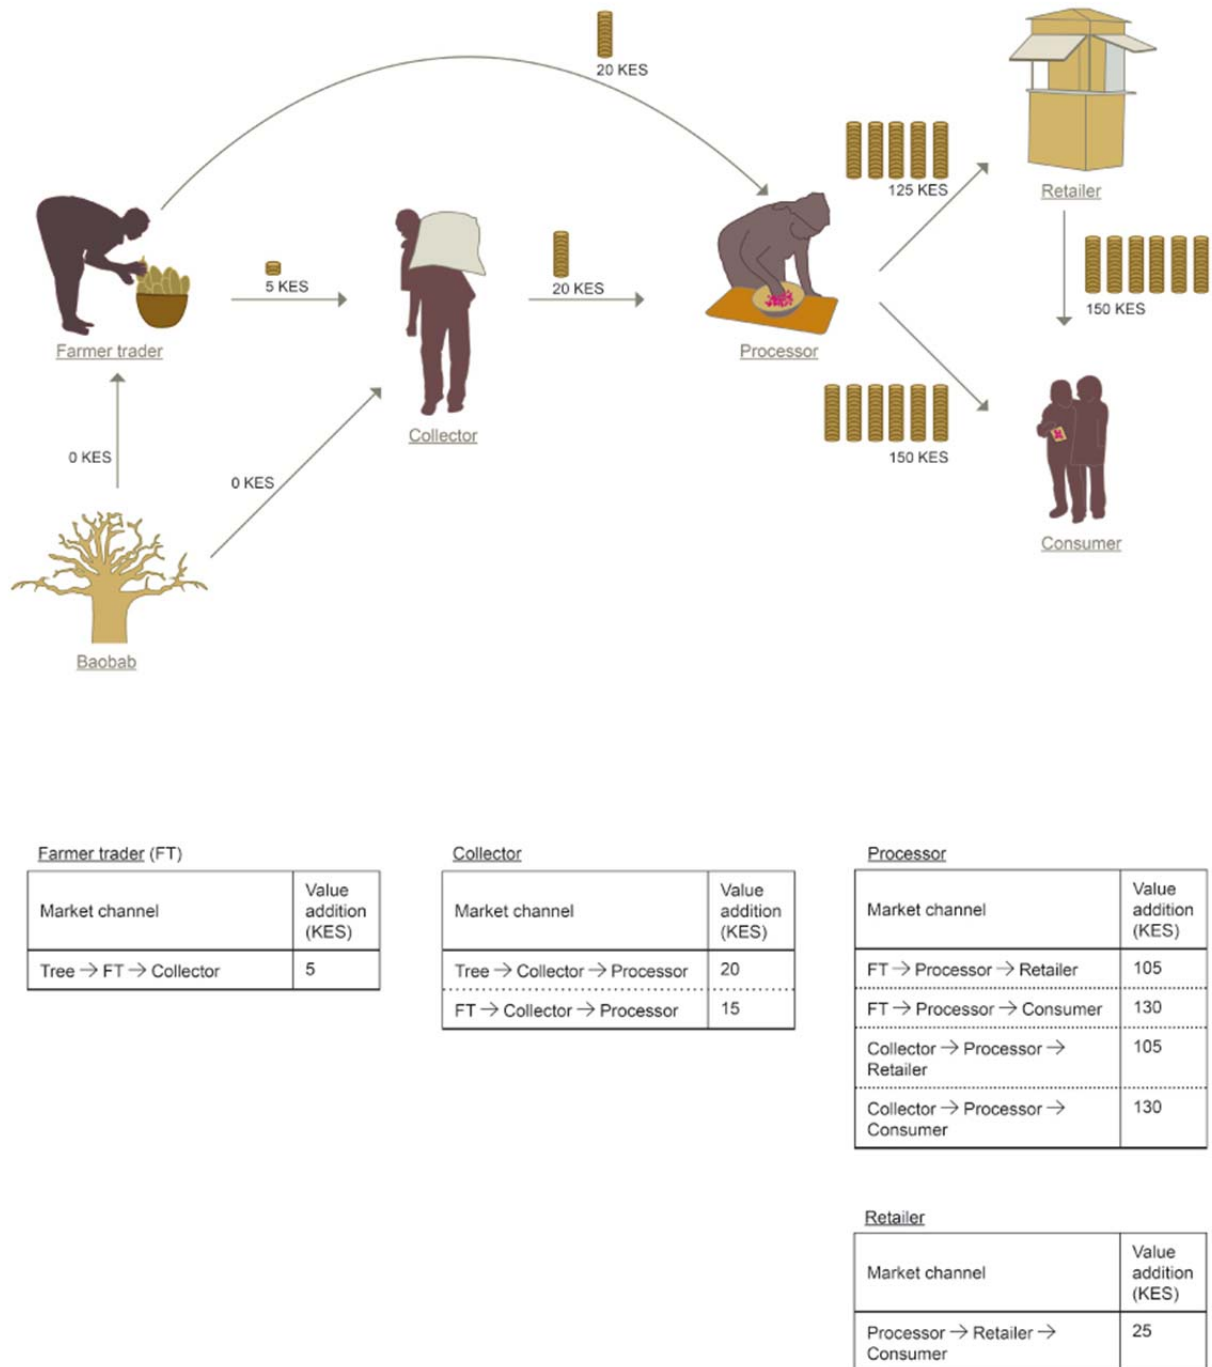 20 KES
125 KES
Retailer
5 KES
20 KES
150 KES
Farmer trader
Processor
Collector
0 KES
0 KES
150 KES
Consumer
Baobab
Farmer trader (FT)
Market channel
Value
addition
(KES)
Tree → FT → Collector
5
Collector
Market channel
Value
addition
(KES)
Tree → Collector → Processor
20
FT → Collector → Processor
15
Processor
Market channel
Value
addition
(KES)
FT → Processor → Retailer
105
FT → Processor → Consumer
130
Collector → Processor →
Retailer
105
Collector → Processor →
Consumer
130
Retailer
Market channel
Value
addition
(KES)
Processor → Retailer →
Consumer
25